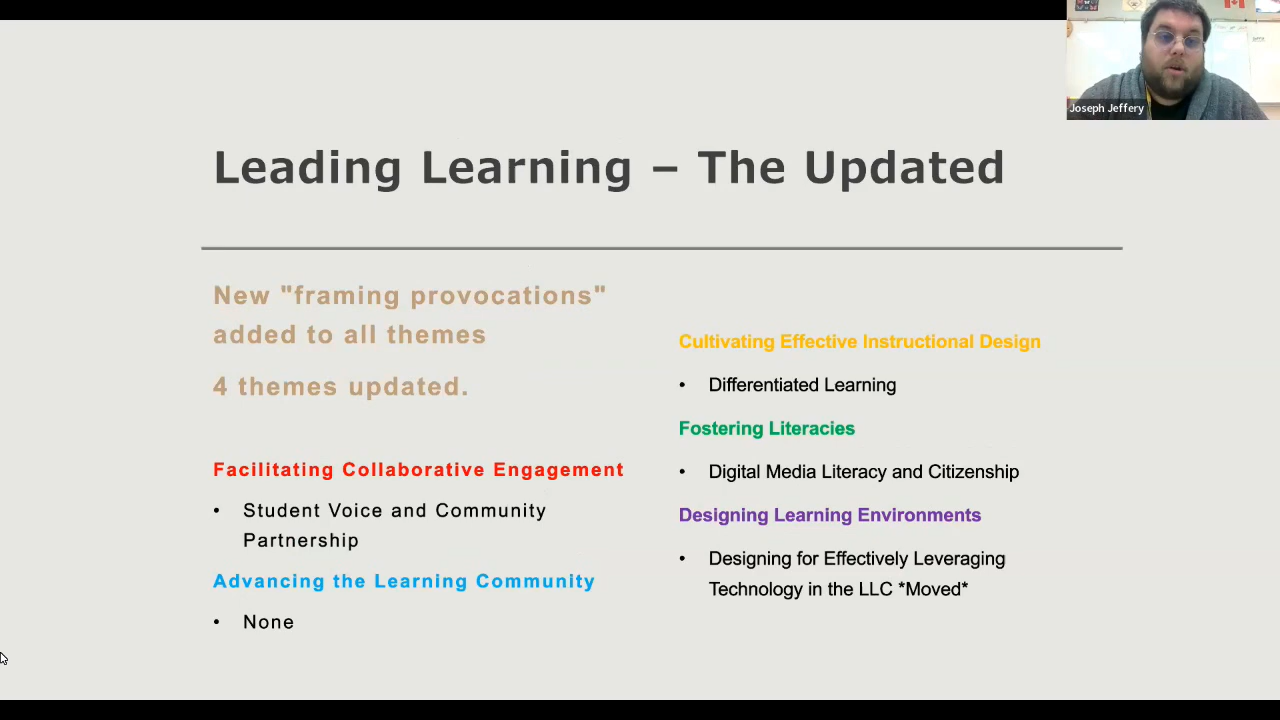 Joseph Jeffery
Leading Learning – The Updated
New "framing provocations"
added to all themes
4 themes updated.
Facilitating Collaborative Engagement
• Student Voice and Community
Partnership
Advancing the Learning Community
• None
Cultivating Effective Instructional Design
• Differentiated Learning
Fostering Literacies
• Digital Media Literacy and Citizenship
Designing Learning Environments
• Designing for Effectively Leveraging
Technology in the LLC *Moved*